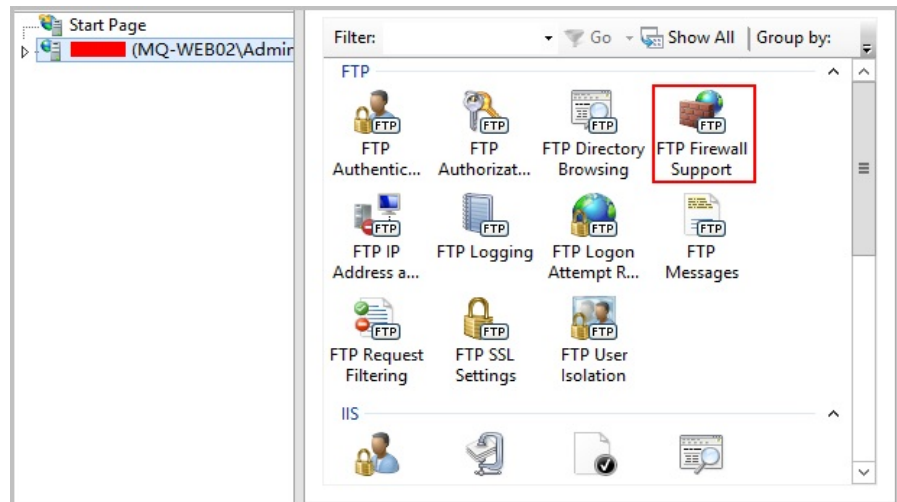 Start Page
(MQ-WEB02\Admin
Filter:
Go
Show All
Group by:
FTP
FTP
FTP
FTP
FTP
FTP
Authentic...
FTP
Authorizat...
FTP Directory
Browsing
FTP Firewall
Support
FTP
FTP
FTP
FTP
FTP IP
Address a...
FTP Logging
FTP Logon
Attempt R...
FTP
Messages
FTP
FTP
FTP
FTP Request
Filtering
FTP SSL
Settings
FTP User
Isolation
IIS